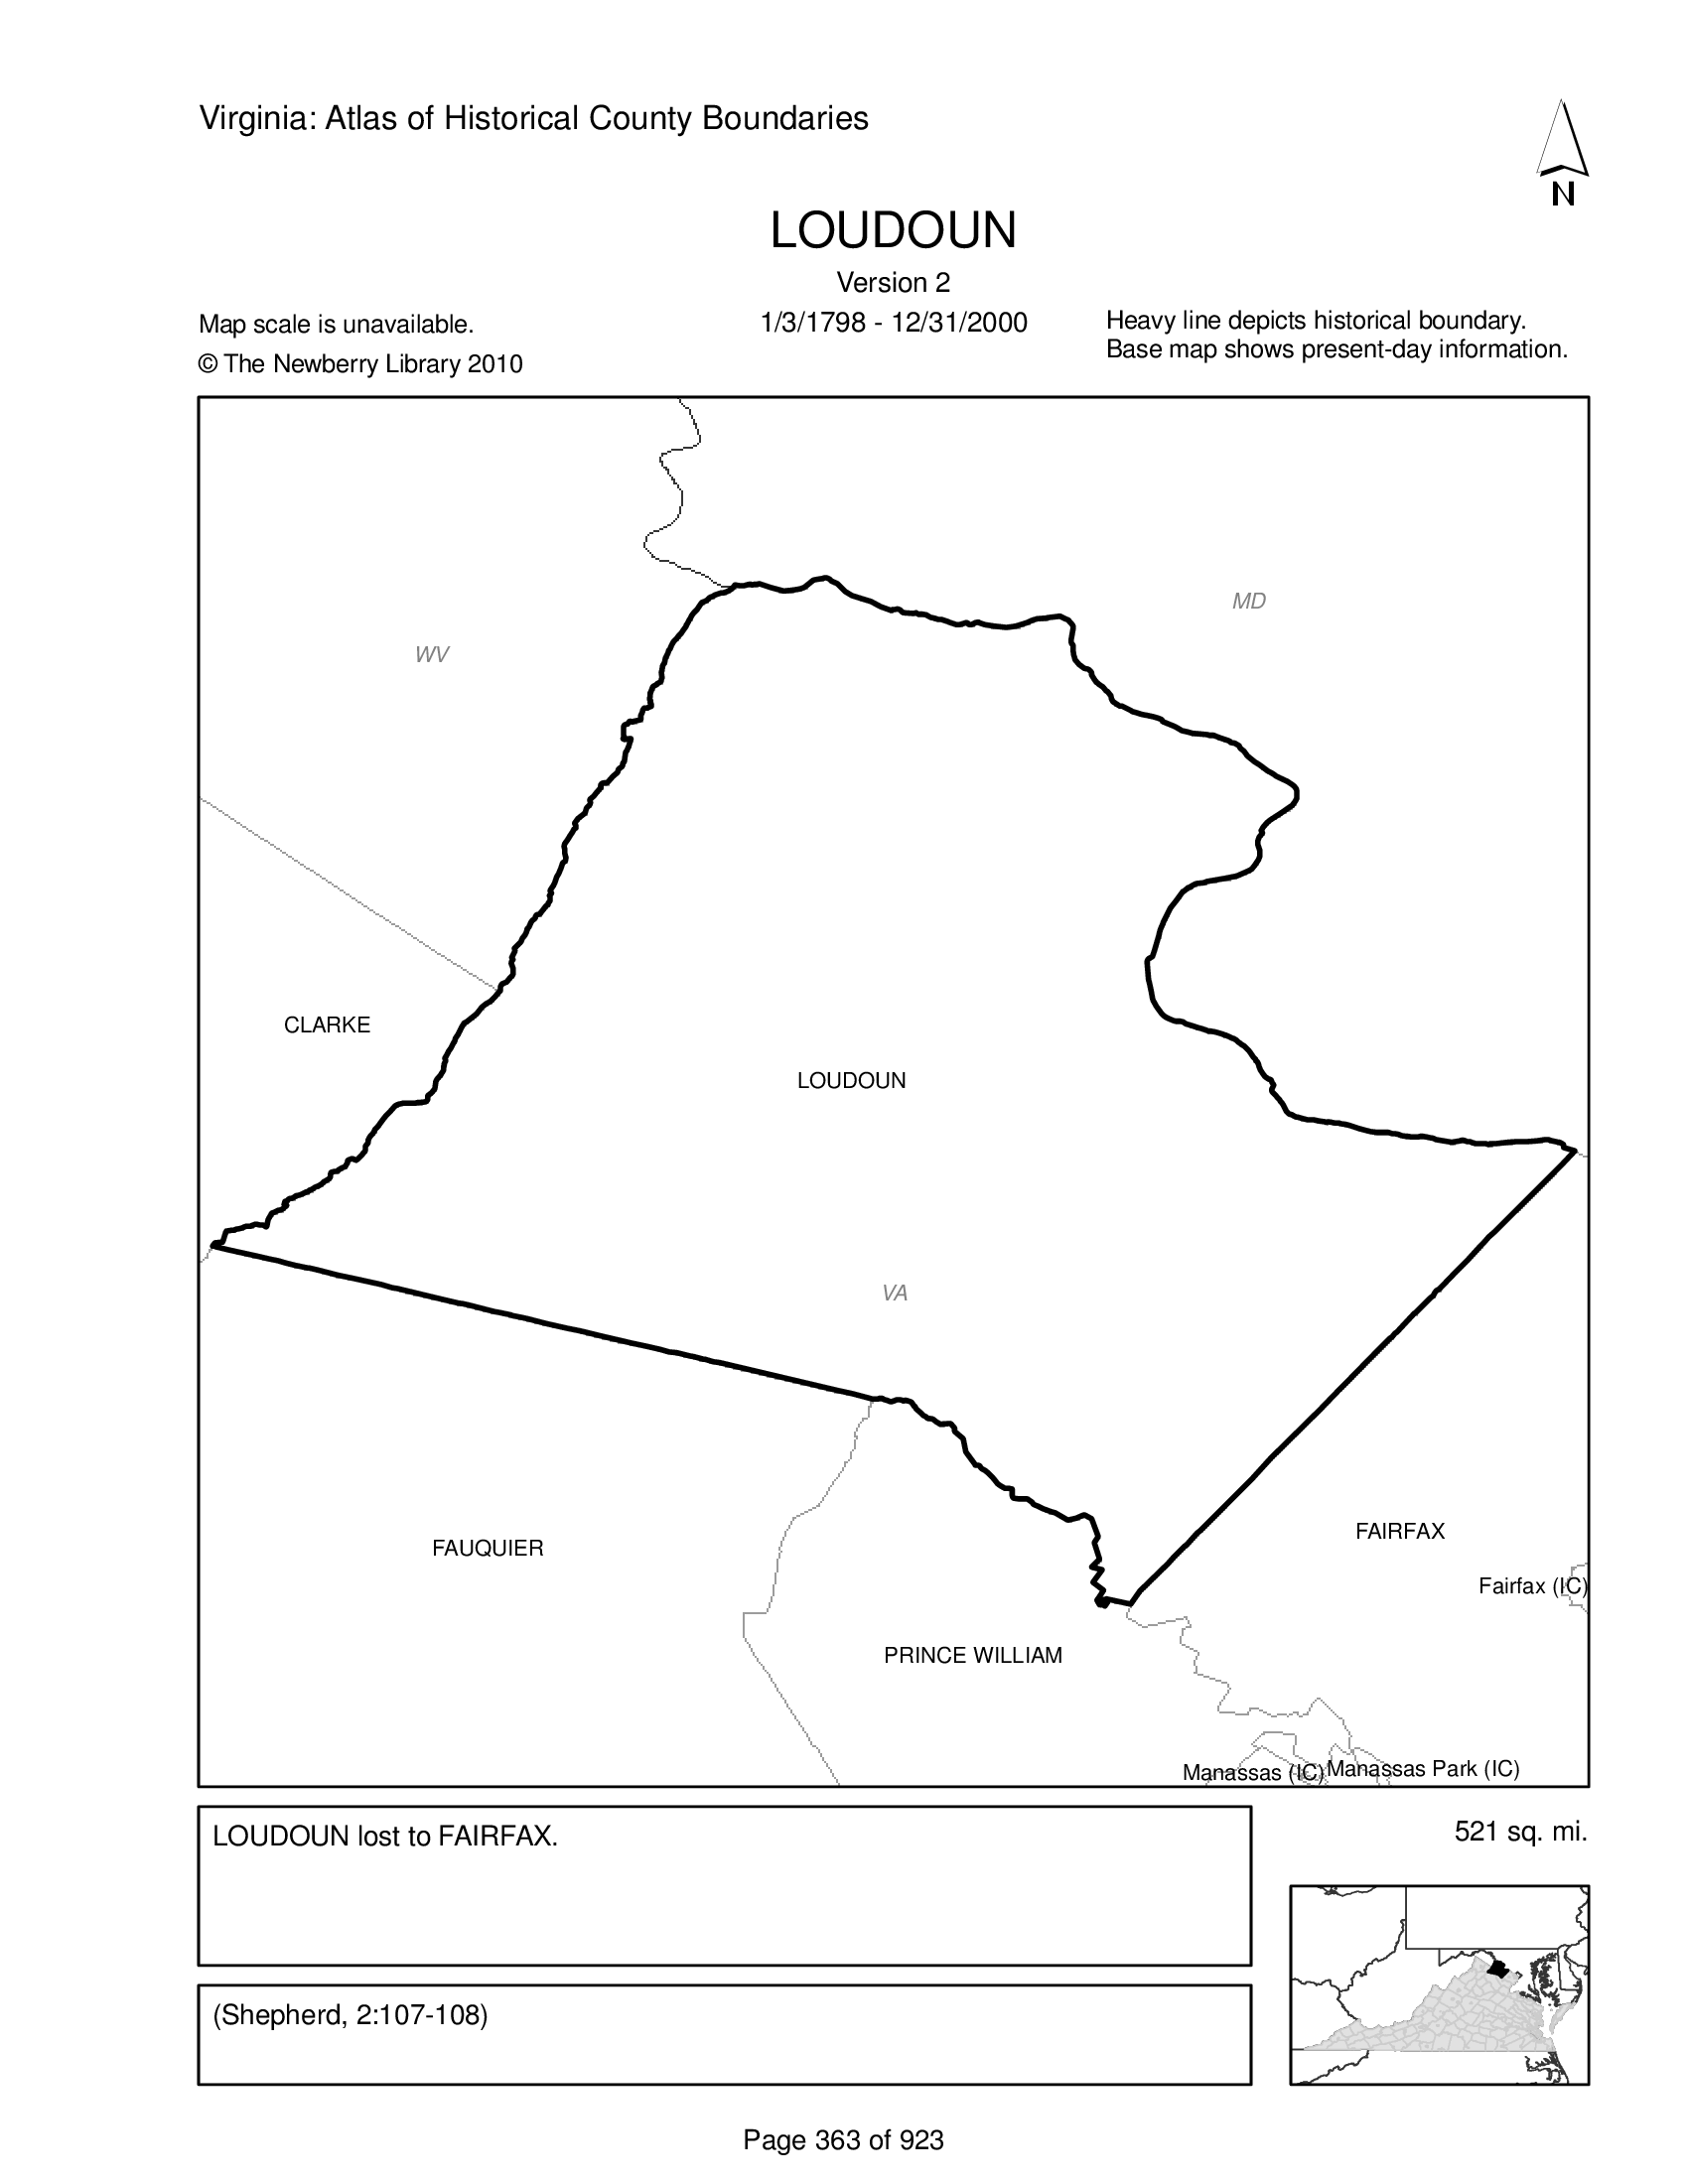 Virginia: Atlas of Historical County Boundaries
N
LOUDOUN
Version 2
1/3/1798 - 12/31/2000
Map scale is unavailable.
© The Newberry Library 2010
Heavy line depicts historical boundary.
Base map shows present-day information.
MD
WV
CLARKE
LOUDOUN
VA
FAUQUIER
FAIRFAX
Fairfax (IC)
PRINCE WILLIAM
Manassas (IC)
Manassas Park (IC)
LOUDOUN lost to FAIRFAX.
521 sq. mi.
(Shepherd, 2:107-108)
Page 363 of 923